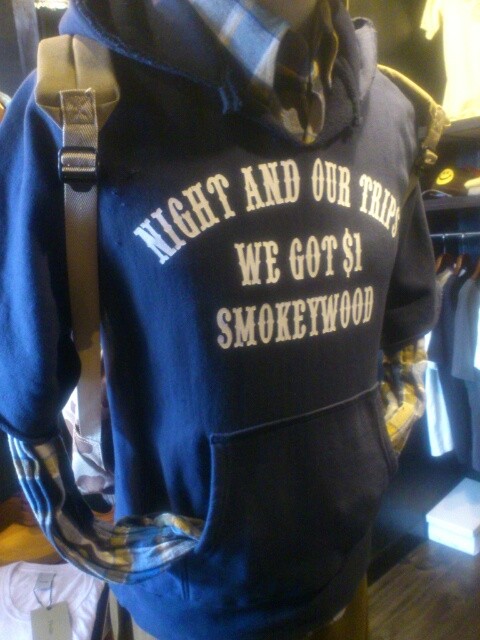 NIGHT AND OUR TRIPS
WE GOT $1
SMOKEYWOOD